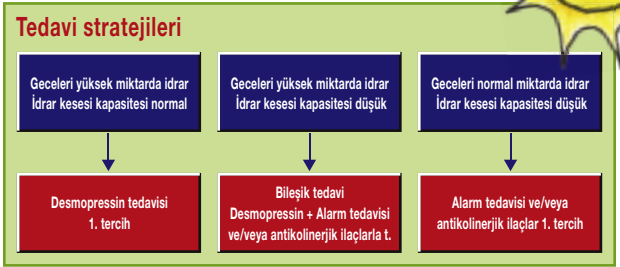 Tedavi stratejileri
Geceleri yüksek miktarda idrar
İdrar kesesi kapasitesi normal
Geceleri yüksek miktarda idrar
İdrar kesesi kapasitesi düşük
Geceleri normal miktarda idrar
İdrar kesesi kapasitesi düşük
Desmopressin tedavisi
1. tercih
Bileşik tedavi
Desmopressin + Alarm tedavisi
ve/veya antikolinerjik ilaçlarla t.
Alarm tedavisi ve/veya
antikolinerjik ilaçlar 1. tercih